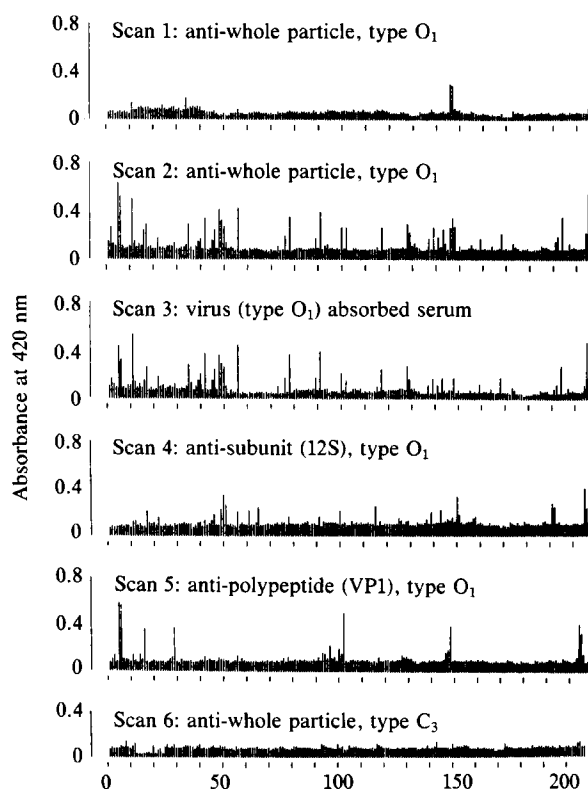 0.8
Scan 1: anti-whole particle, type O₁
0.4
0
0.8
Scan 2: anti-whole particle, type O₁
0.4
0
0.8
Scan 3: virus (type O₁) absorbed serum
0.4
0
Absorbance at 420 nm
0.8
Scan 4: anti-subunit (12S), type O₁
0.4
0
0.8
Scan 5: anti-polypeptide (VP1), type O₁
0.4
0
0.4
Scan 6: anti-whole particle, type C₃
0
0 50 100 150 200